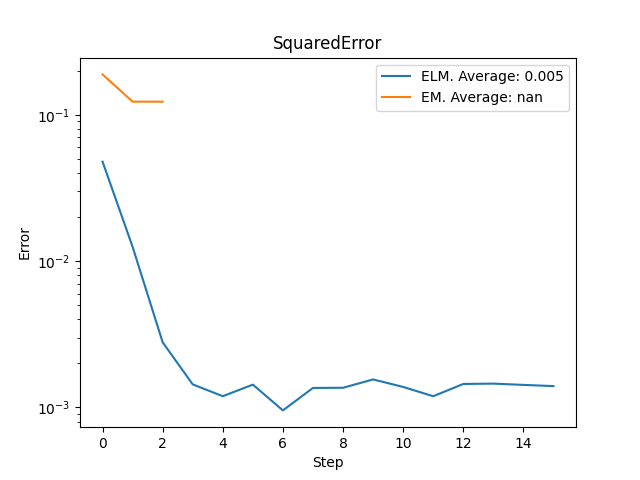 SquaredError
ELM. Average: 0.005
EM. Average: nan
Error
10⁻¹
10⁻²
10⁻³
0 2 4 6 8 10 12 14
Step